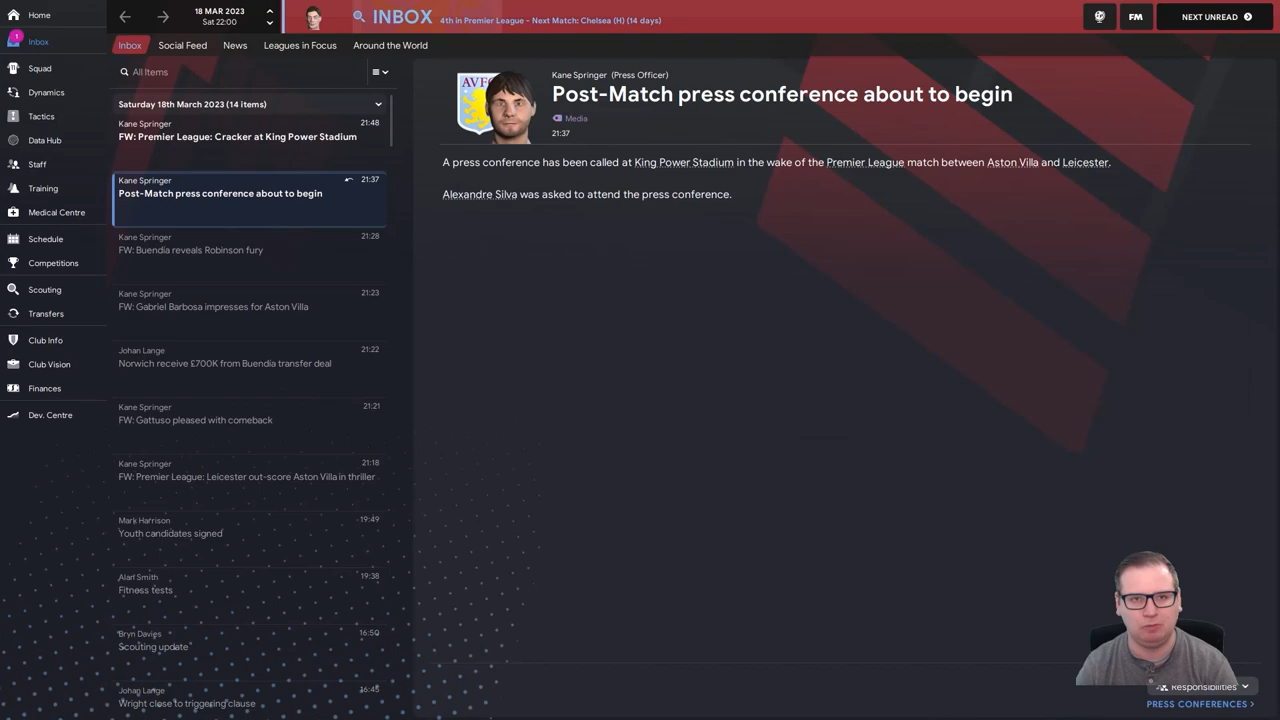 Home
Inbox
1
Squad
Dynamics
Tactics
Data Hub
Staff
Training
Medical Centre
Schedule
Competitions
Scouting
Transfers
Club Info
Club Vision
Finances
Dev. Centre
18 MAR 2023
Sat 22:00
INBOX
4th in Premier League - Next Match: Chelsea (H) (14 days)
FM
NEXT UNREAD
Inbox
Social Feed
News
Leagues in Focus
Around the World
All Items
Saturday 18th March 2023 (14 items)
Kane Springer 21:48
FW: Premier League: Cracker at King Power Stadium
Kane Springer 21:37
Post-Match press conference about to begin
Kane Springer 21:28
FW: Buendía reveals Robinson fury
Kane Springer 21:23
FW: Gabriel Barbosa impresses for Aston Villa
Johan Lange 21:22
Norwich receive £700K from Buendía transfer deal
Kane Springer 21:21
FW: Gattuso pleased with comeback
Kane Springer 21:18
FW: Premier League: Leicester out-score Aston Villa in thriller
Mark Harrison 19:49
Youth candidates signed
Alan Smith 19:38
Fitness tests
Bryn Davies 16:50
Scouting update
Johan Lange 16:45
Wright close to triggering clause
AVFC
Kane Springer (Press Officer)
Post-Match press conference about to begin
Media
21:37
A press conference has been called at King Power Stadium in the wake of the Premier League match between Aston Villa and Leicester.
Alexandre Silva was asked to attend the press conference.
Responsibilities
PRESS CONFERENCES >